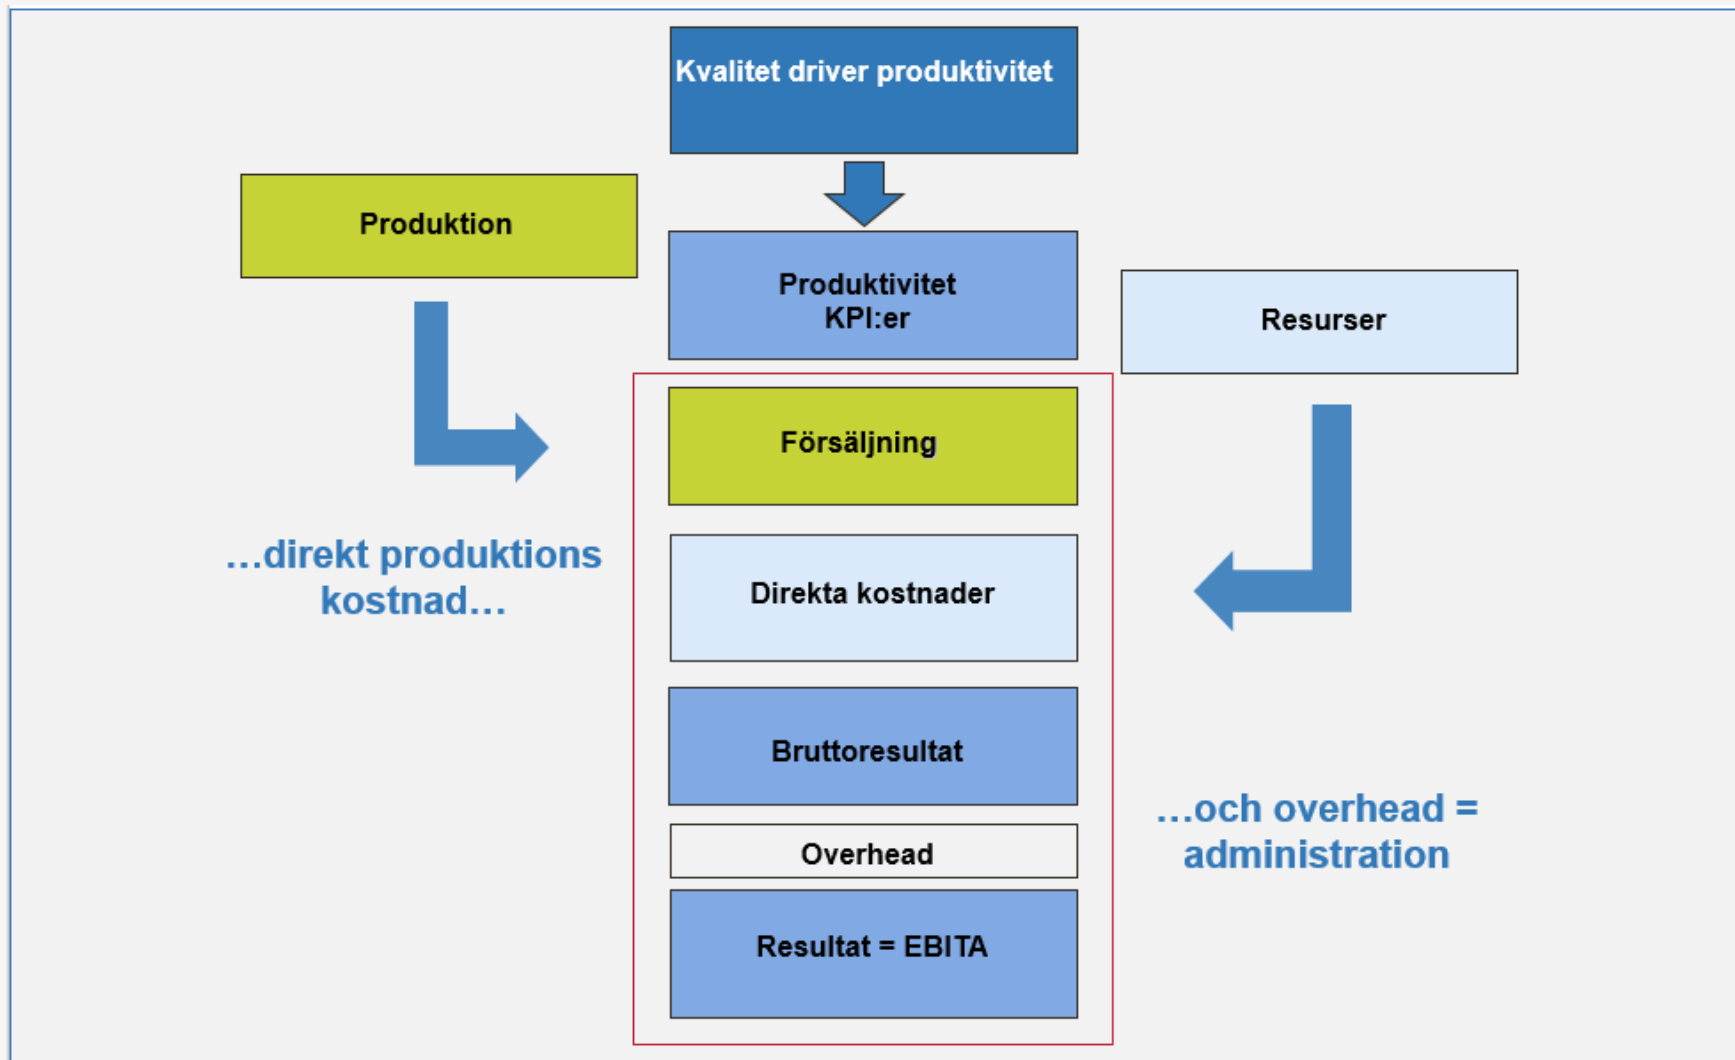 Kvalitet driver produktivitet
Produktion
Produktivitet
KPI:er
Resurser
Försäljning
…direkt produktions
kostnad…
Direkta kostnader
Bruttoresultat
…och overhead =
administration
Overhead
Resultat = EBITA